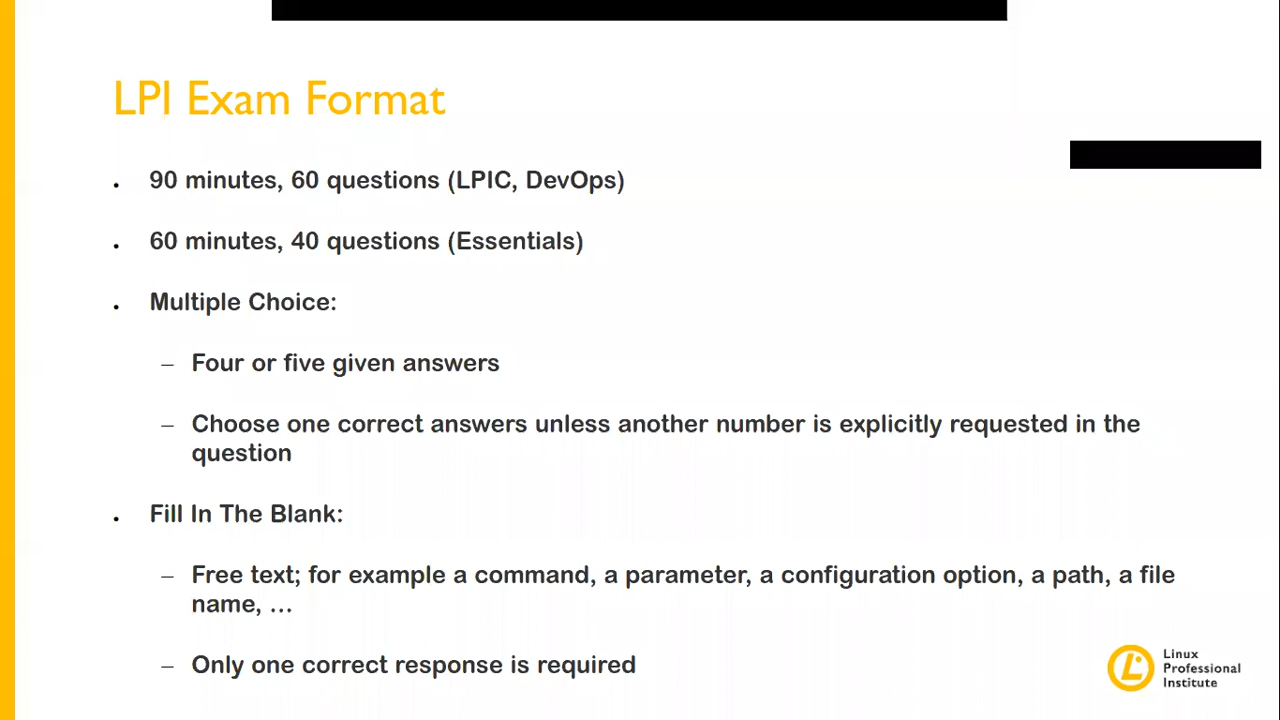 LPI Exam Format
90 minutes, 60 questions (LPIC, DevOps)
60 minutes, 40 questions (Essentials)
Multiple Choice:
– Four or five given answers
– Choose one correct answers unless another number is explicitly requested in the
question
Fill In The Blank:
– Free text; for example a command, a parameter, a configuration option, a path, a file
name, …
– Only one correct response is required
Linux
Professional
Institute